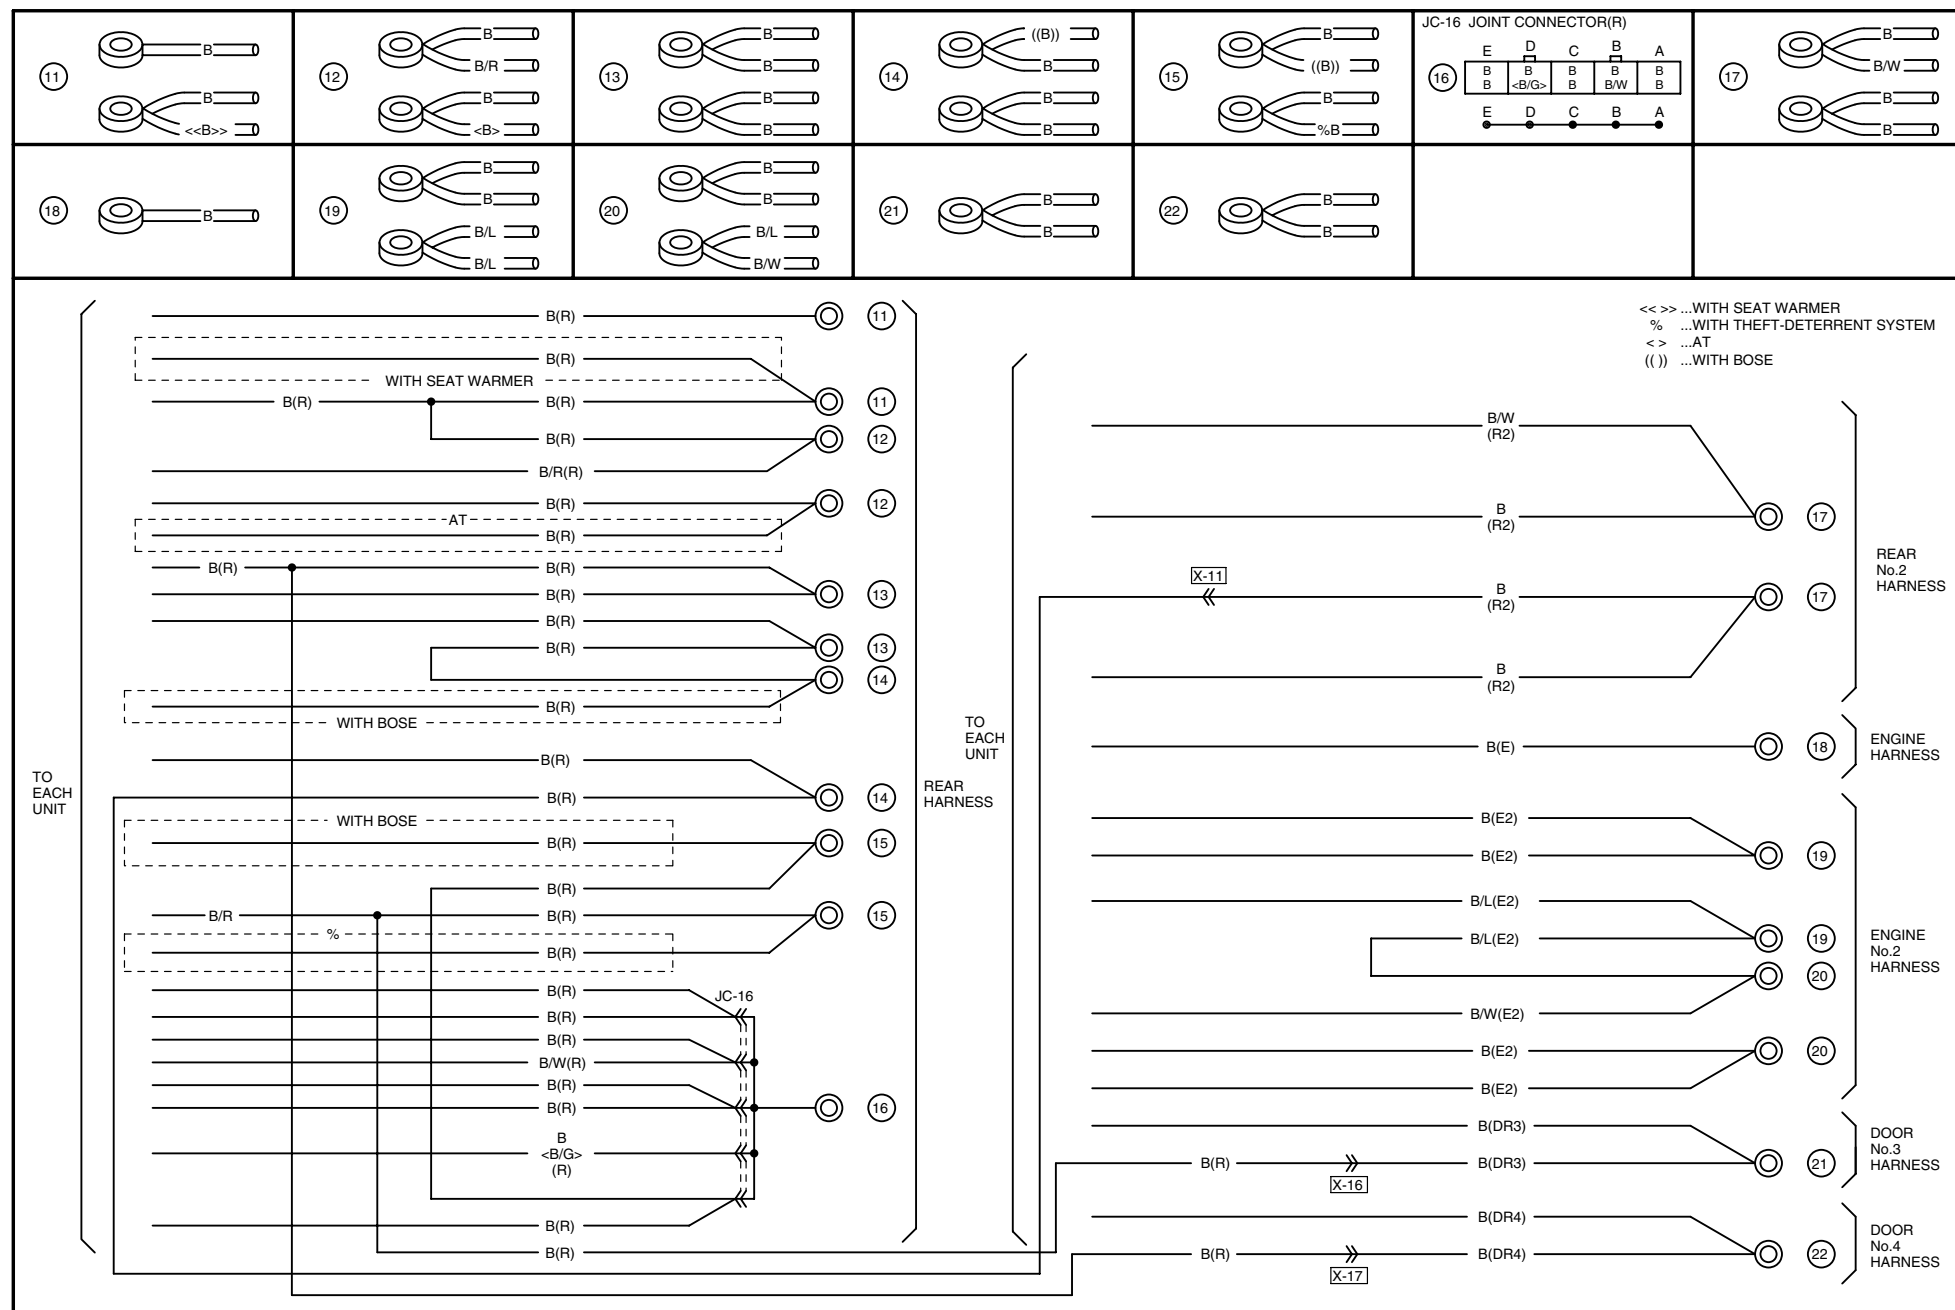 JC-16 JOINT CONNECTOR(R)
11
B
B
<<B>>
12
B
B/R
B
<B>
13
B
B
B
B
14
((B))
B
B
B
15
B
((B))
B
%B
16
E D C B A
B B B B B
B <B/G> B B/W B
E D C B A
17
B
B/W
B
B
18
B
19
B
B
B/L
B/L
20
B
B
B/L
B/W
21
B
B
22
B
B
<< >> ...WITH SEAT WARMER
% ...WITH THEFT-DETERRENT SYSTEM
< > ...AT
(( )) ...WITH BOSE
TO
EACH
UNIT
B(R) 11
B(R)
WITH SEAT WARMER
B(R) B(R) 11
B(R) 12
B/R(R)
B(R) 12
AT
B(R)
B(R) B(R)
B(R) 13
B(R)
B(R) 13
14
B(R)
WITH BOSE
B(R)
B(R) 14
WITH BOSE
B(R) 15
B(R)
B/R B(R) 15
%
B(R)
B(R) JC-16
B(R)
B(R)
B/W(R)
B(R)
B(R) 16
B
<B/G>
(R)
B(R)
B(R)
REAR
HARNESS
TO
EACH
UNIT
B/W
(R2)
B
(R2)
17
X-11
B
(R2)
17
B
(R2)
REAR
No.2
HARNESS
B(E) 18
ENGINE
HARNESS
B(E2)
B(E2) 19
B/L(E2)
B/L(E2) 19
20
B/W(E2)
B(E2) 20
B(E2)
ENGINE
No.2
HARNESS
B(DR3)
B(R) B(DR3) 21
X-16
DOOR
No.3
HARNESS
B(DR4)
B(R) B(DR4) 22
X-17
DOOR
No.4
HARNESS